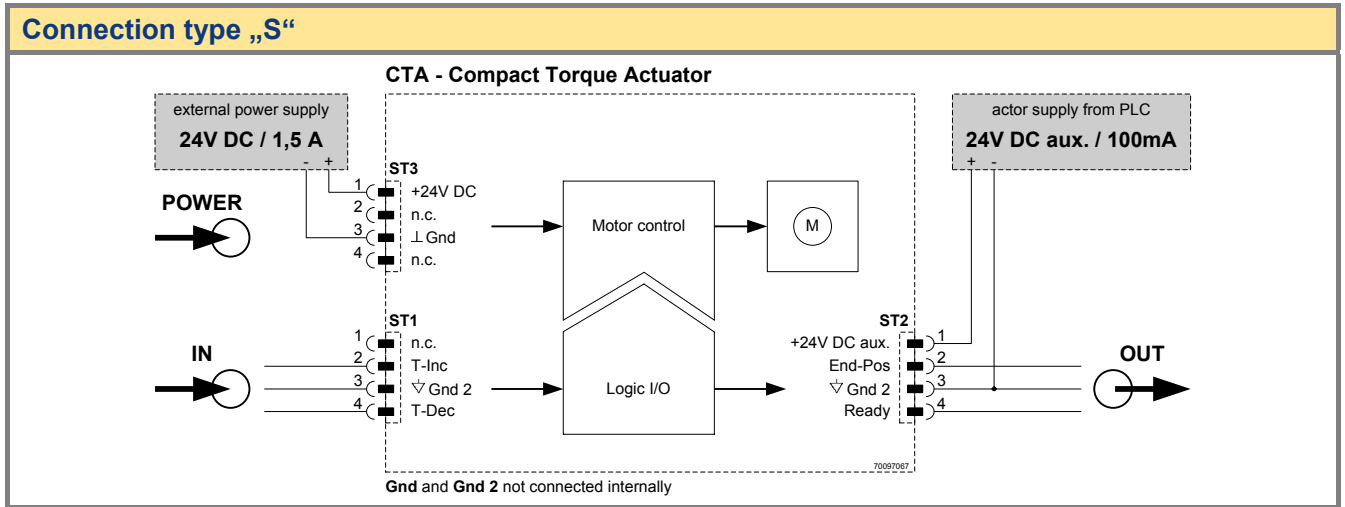 Connection type „S“
CTA - Compact Torque Actuator
external power supply
24V DC / 1,5 A
- +
actor supply from PLC
24V DC aux. / 100mA
+ -
POWER
ST3
1 +24V DC
2 n.c.
3 ⊥ Gnd
4 n.c.
Motor control
M
IN
ST1
1 n.c.
2 T-Inc
3 Gnd 2
4 T-Dec
Logic I/O
ST2
+24V DC aux. 1
End-Pos 2
Gnd 2 3
Ready 4
OUT
70097067
Gnd and Gnd 2 not connected internally